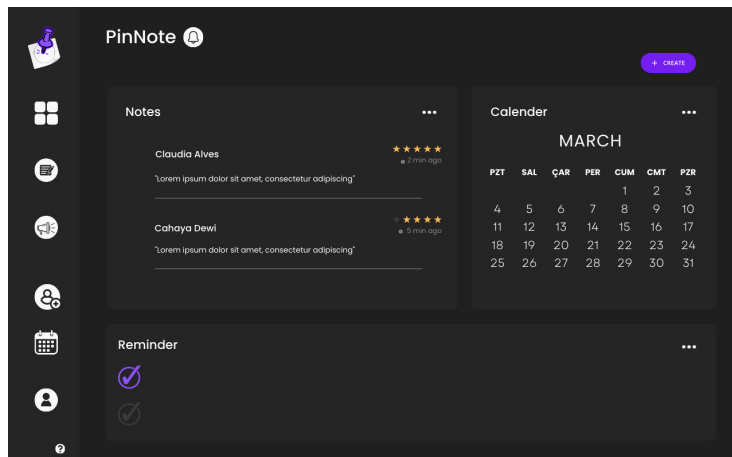 PinNote
+ CREATE
Notes
Claudia Alves
2 min ago
"Lorem ipsum dolor sit amet, consectetur adipiscing"
Cahaya Dewi
5 min ago
"Lorem ipsum dolor sit amet, consectetur adipiscing"
Calender
MARCH
PZT SAL ÇAR PER CUM CMT PZR
1 2 3
4 5 6 7 8 9 10
11 12 13 14 15 16 17
18 19 20 21 22 23 24
25 26 27 28 29 30 31
Reminder
?